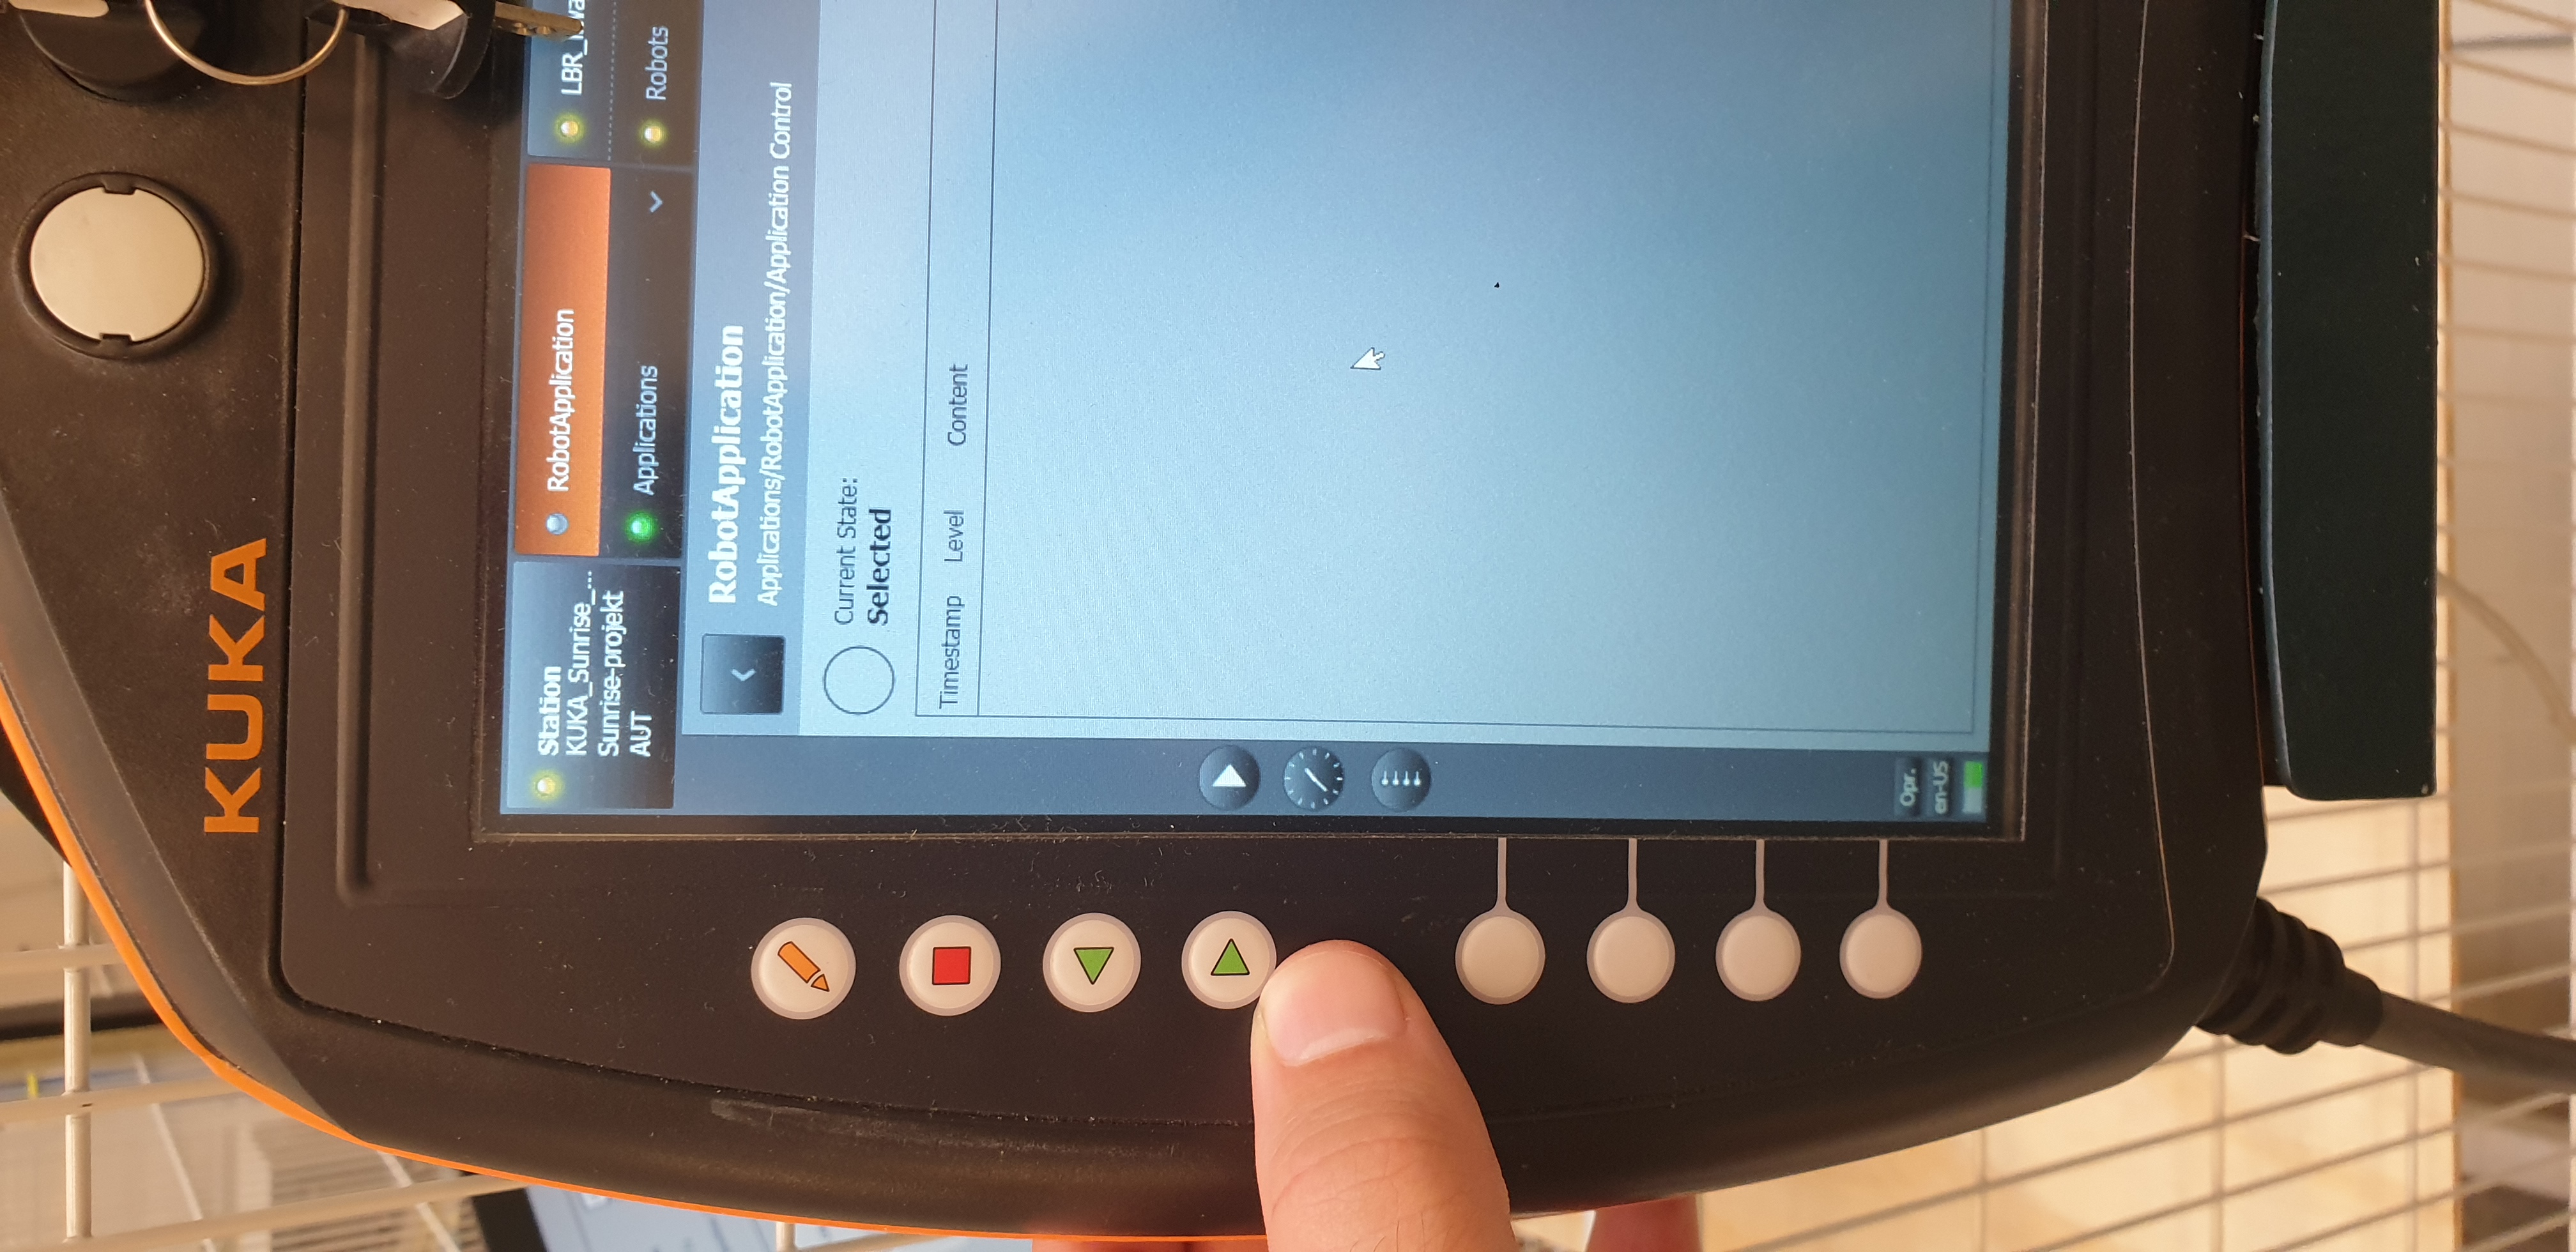 KUKA
Station
KUKA_Sunrise_...
Sunrise-projekt
AUT
RobotApplication
Applications
Robots
RobotApplication
Applications/RobotApplication/Application Control
Current State:
Selected
Timestamp Level Content
Opr.
en-US